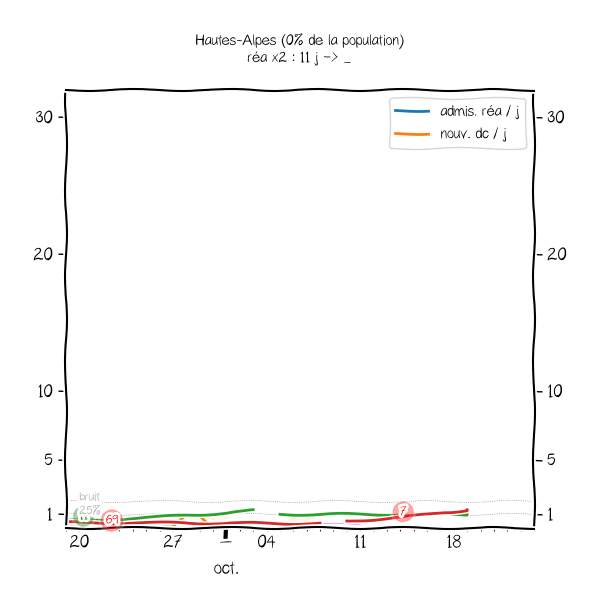 Hautes-Alpes (0% de la population)
réa x2 : 11 j -> _
admis. réa / j
nouv. dc / j
30 30
20 20
10 10
5 5
bruit
25%
69 7
1 1
20 27 1 04 11 18
oct.